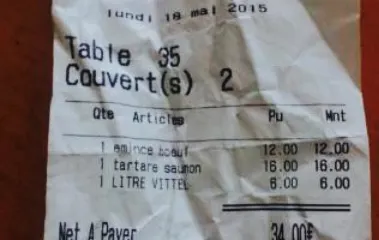 lundi 18 mai 2015
Table 35
Couvert(s) 2
Qte Articles Pu Mnt
1 emince boeuf 12.00 12.00
1 tartare saumon 16.00 16.00
1 LITRE VITTEL 6.00 6.00
Net A Payer 34.00€